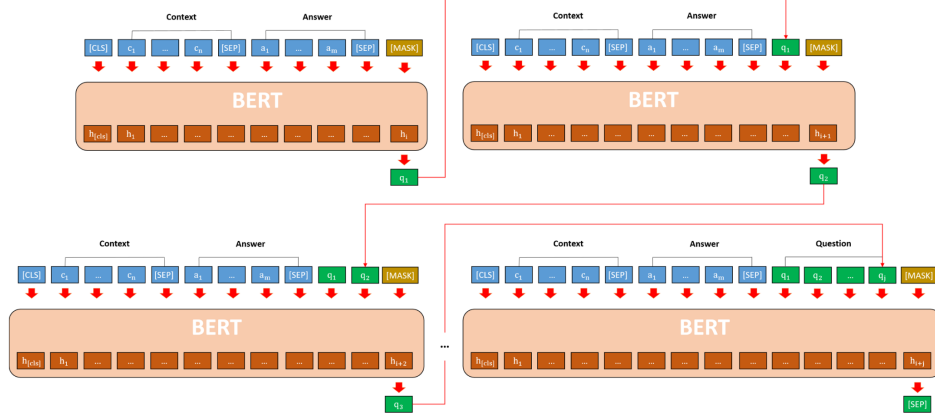 Context Answer
[CLS] c1 ... cn [SEP] a1 ... am [SEP] [MASK]
BERT
h[cls] h1 ... ... ... ... ... ... ... hi
q1
Context Answer
[CLS] c1 ... cn [SEP] a1 ... am [SEP] q1 [MASK]
BERT
h[cls] h1 ... ... ... ... ... ... ... ... hi+1
q2
Context Answer
[CLS] c1 ... cn [SEP] a1 ... am [SEP] q1 q2 [MASK]
BERT
h[cls] h1 ... ... ... ... ... ... ... ... ... hi+2
q3
...
Context Answer Question
[CLS] c1 ... cn [SEP] a1 ... am [SEP] q1 q2 ... qj [MASK]
BERT
h[cls] h1 ... ... ... ... ... ... ... ... ... ... ... hi+j
[SEP]